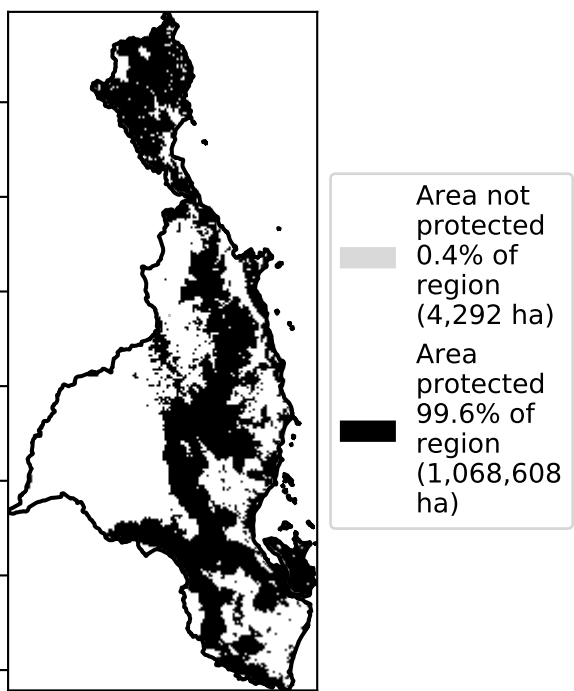 Area not
protected
0.4% of
region
(4,292 ha)
Area
protected
99.6% of
region
(1,068,608
ha)